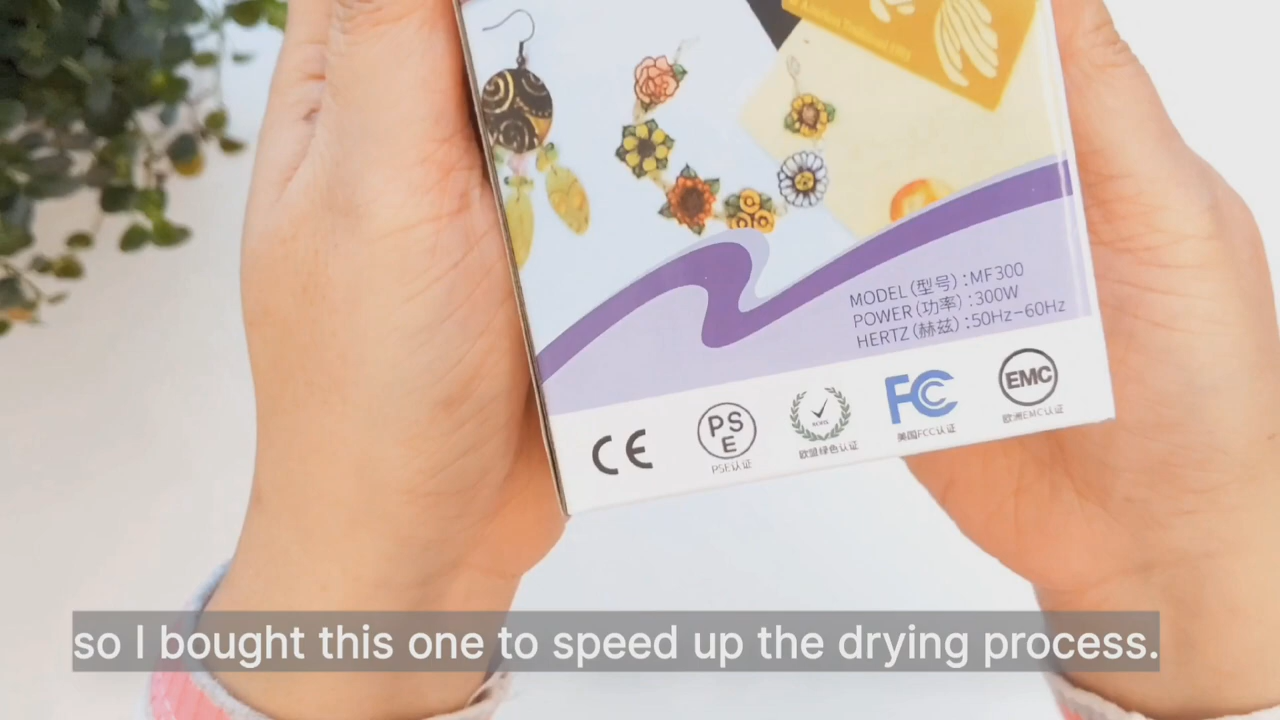 MODEL(型号):MF300
POWER(功率):300W
HERTZ(赫兹):50Hz-60Hz
CE
PS
E
PSE认证
欧盟绿色认证
FCC
美国FCC认证
EMC
欧洲EMC认证
so I bought this one to speed up the drying process.